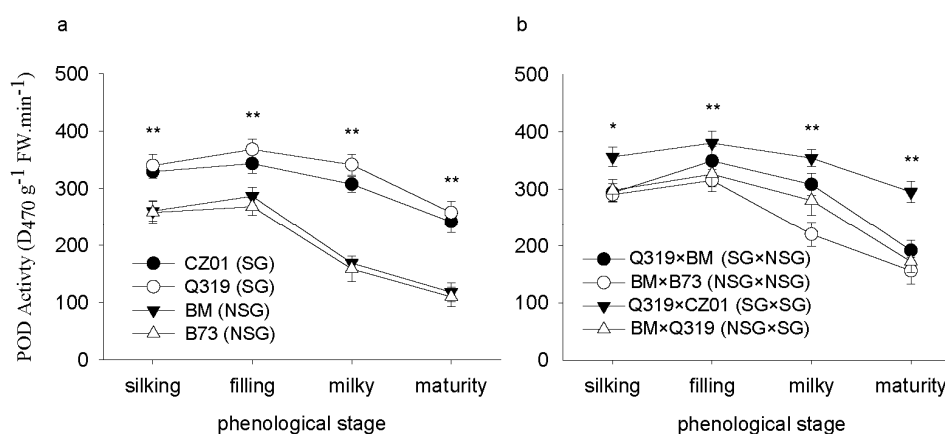 a
POD Activty (D470 g-1 FW.min-1)
500
400
300
200
100
0
**
**
**
**
CZ01 (SG)
Q319 (SG)
BM (NSG)
B73 (NSG)
silking
filling
milky
maturity
phenological stage
b
500
400
300
200
100
0
*
**
**
**
Q319×BM (SG×NSG)
BM×B73 (NSG×NSG)
Q319×CZ01 (SG×SG)
BM×Q319 (NSG×SG)
silking
filling
milky
maturity
phenological stage